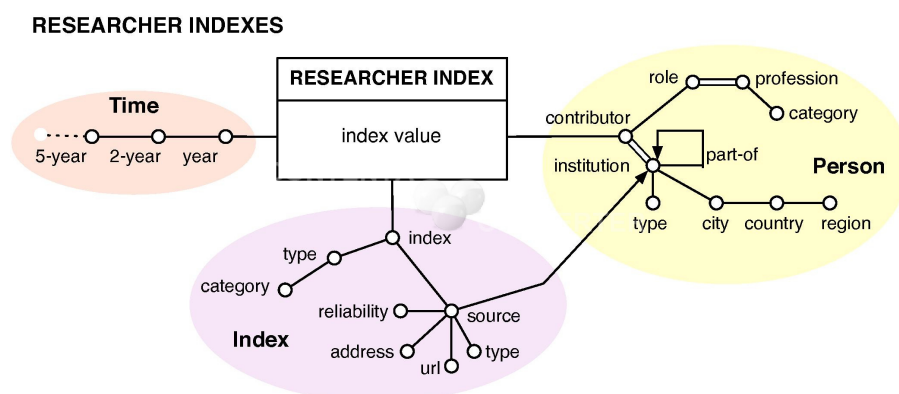 RESEARCHER INDEXES
RESEARCHER INDEX
index value
Time
5-year 2-year year
role
profession
category
contributor
institution
part-of
Person
type
city
country
region
index
type
category
reliability
source
Index
address
url
type